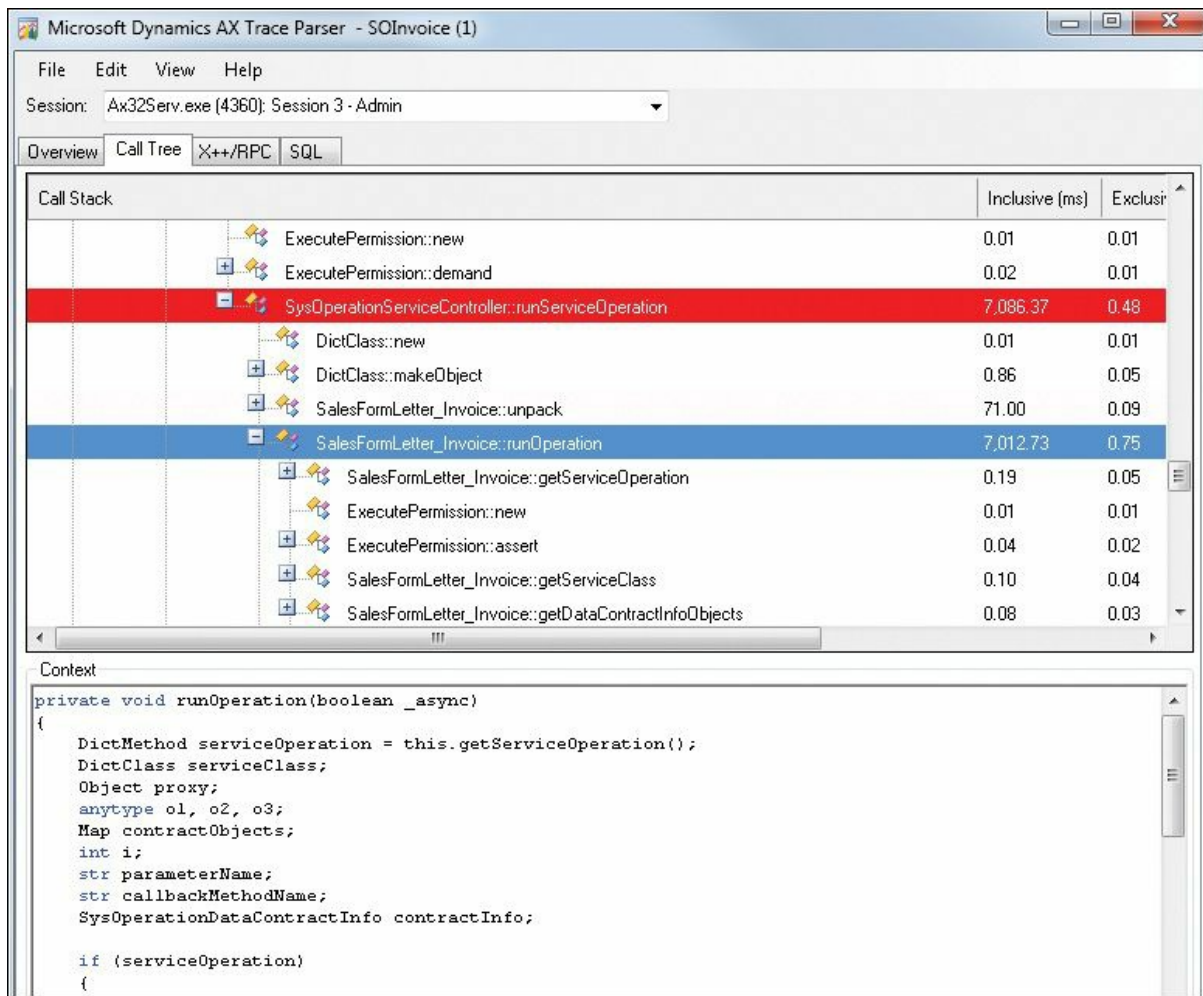 Microsoft Dynamics AX Trace Parser - SOInvoice (1)
File Edit View Help
Session: Ax32Serv.exe (4360): Session 3 - Admin
Overview Call Tree X++/RPC SQL
Call Stack Inclusive (ms) Exclusiv
ExecutePermission::new 0.01 0.01
ExecutePermission::demand 0.02 0.01
SysOperationServiceController::runServiceOperation 7,086.37 0.48
DictClass::new 0.01 0.01
DictClass::makeObject 0.86 0.05
SalesFormLetter_Invoice::unpack 71.00 0.09
SalesFormLetter_Invoice::runOperation 7,012.73 0.75
SalesFormLetter_Invoice::getServiceOperation 0.19 0.05
ExecutePermission::new 0.01 0.01
ExecutePermission::assert 0.04 0.02
SalesFormLetter_Invoice::getServiceClass 0.10 0.04
SalesFormLetter_Invoice::getDataContractInfoObjects 0.08 0.03
Context
private void runOperation(boolean _async)
{
    DictMethod serviceOperation = this.getServiceOperation();
    DictClass serviceClass;
    Object proxy;
    anytype o1, o2, o3;
    Map contractObjects;
    int i;
    str parameterName;
    str callbackMethodName;
    SysOperationDataContractInfo contractInfo;
    if (serviceOperation)
    {